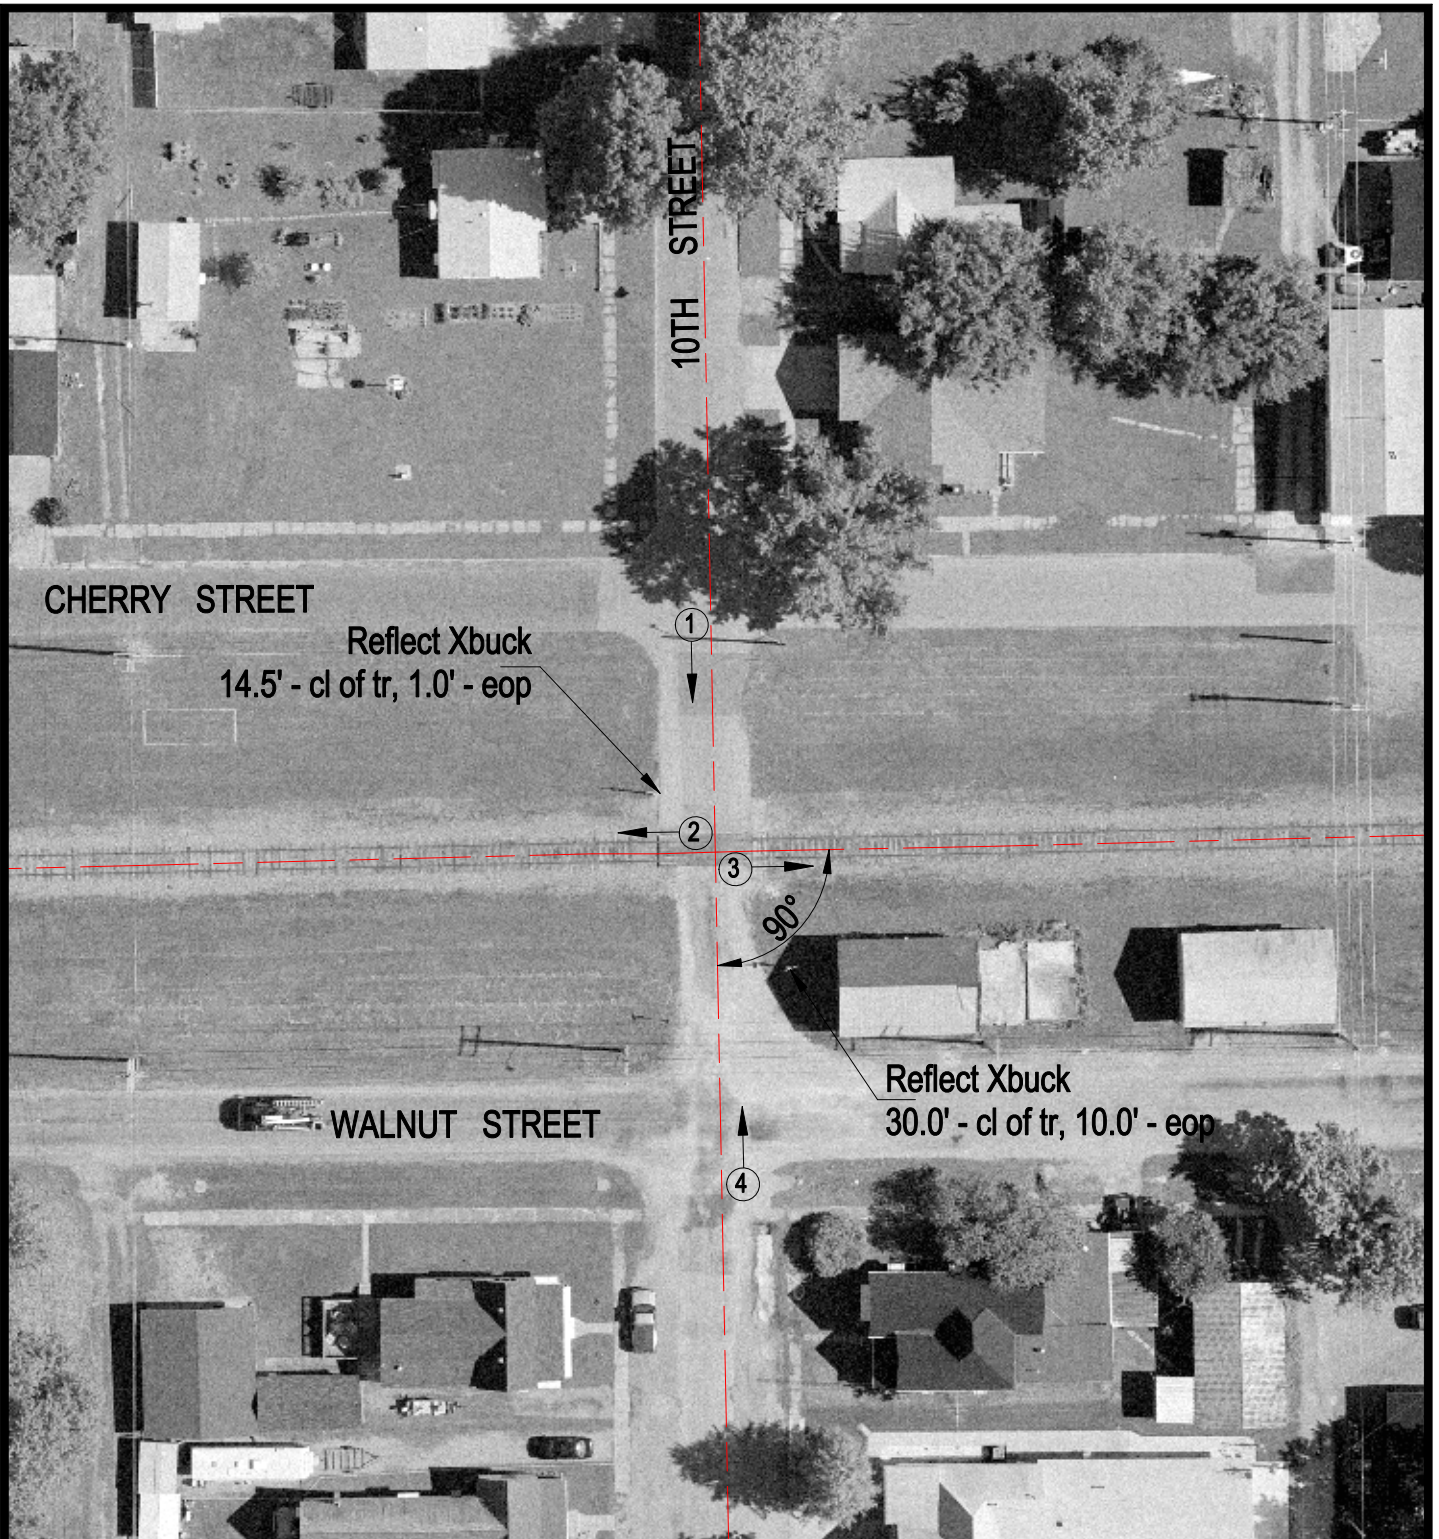 10TH STREET
CHERRY STREET
1
Reflect Xbuck
14.5' - cl of tr, 1.0' - eop
2
3
90°
Reflect Xbuck
30.0' - cl of tr, 10.0' - eop
WALNUT STREET
4